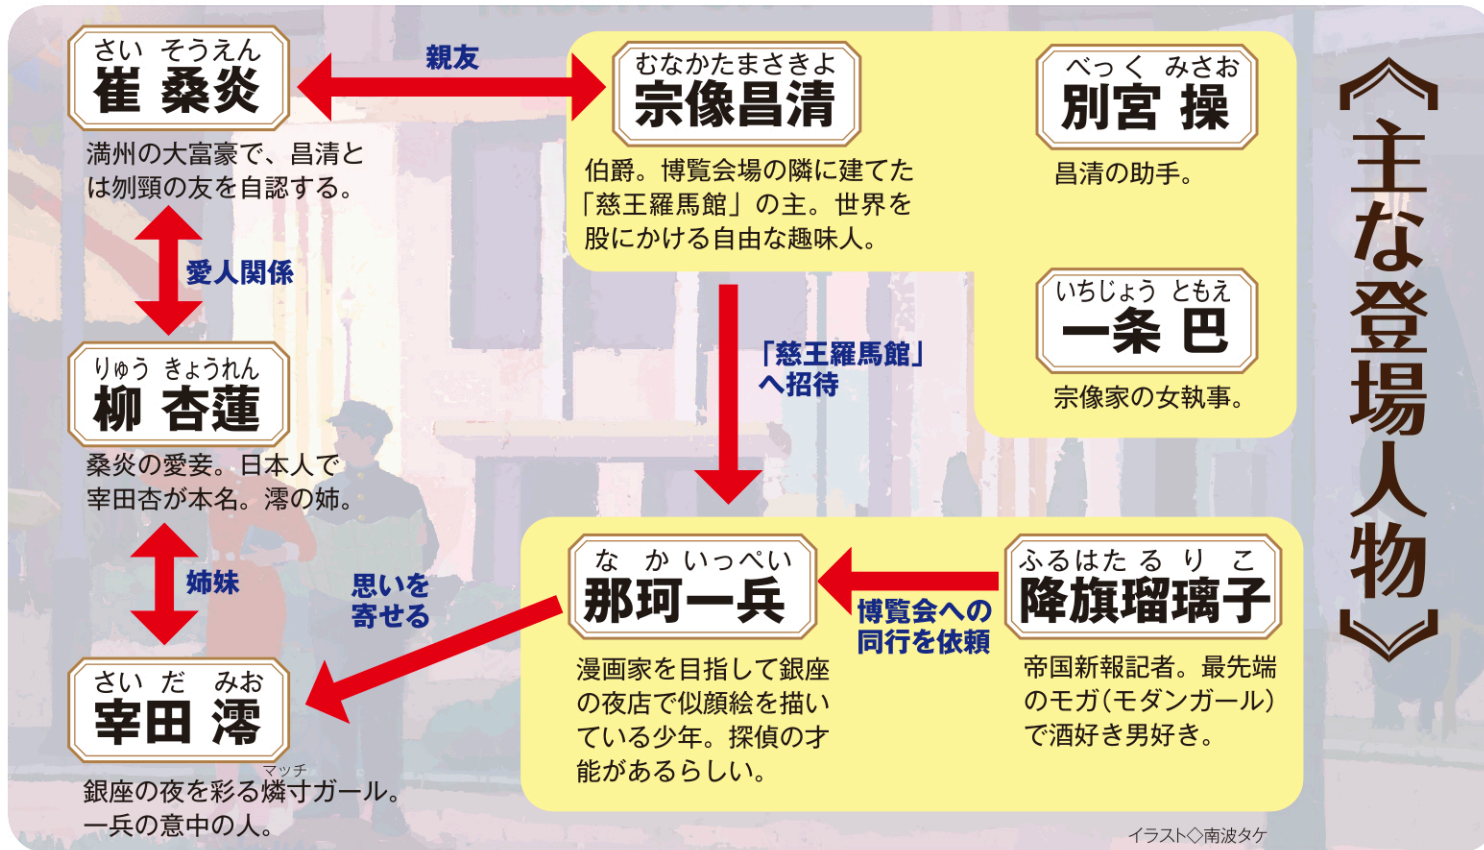 《主な登場人物》
さい そうえん
崔 桑炎
満州の大富豪で、昌清と
は刎頸の友を自認する。
親友
むなかたまさきよ
宗像昌清
伯爵。博覧会場の隣に建てた
「慈王羅馬館」の主。世界を
股にかける自由な趣味人。
べっく みさお
別宮 操
昌清の助手。
いちじょう ともえ
一条 巴
宗像家の女執事。
愛人関係
りゅう きょうれん
柳 杏蓮
桑炎の愛妾。日本人で
宰田杏が本名。澪の姉。
「慈王羅馬館」
へ招待
姉妹
さいだ みお
宰田 澪
マッチ
銀座の夜を彩る燐寸ガール。
一兵の意中の人。
思いを
寄せる
なか いっぺい
那珂一兵
漫画家を目指して銀座
の夜店で似顔絵を描い
ている少年。探偵の才
能があるらしい。
博覧会への
同行を依頼
ふるはた るりこ
降旗瑠璃子
帝国新報記者。最先端
のモガ(モダンガール)
で酒好き男好き。
イラスト◇南波タケ